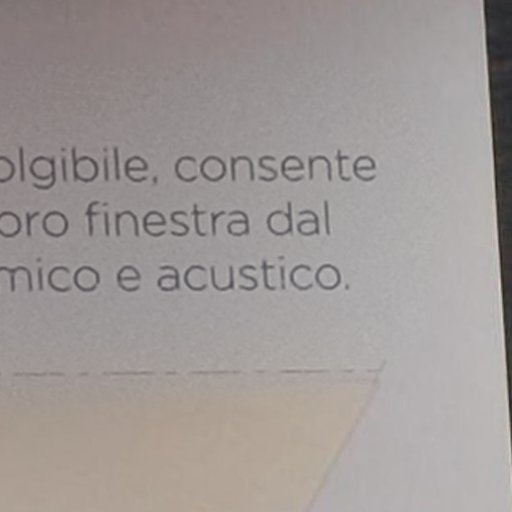 olgibile, consente
oro finestra dal
mico e acustico.